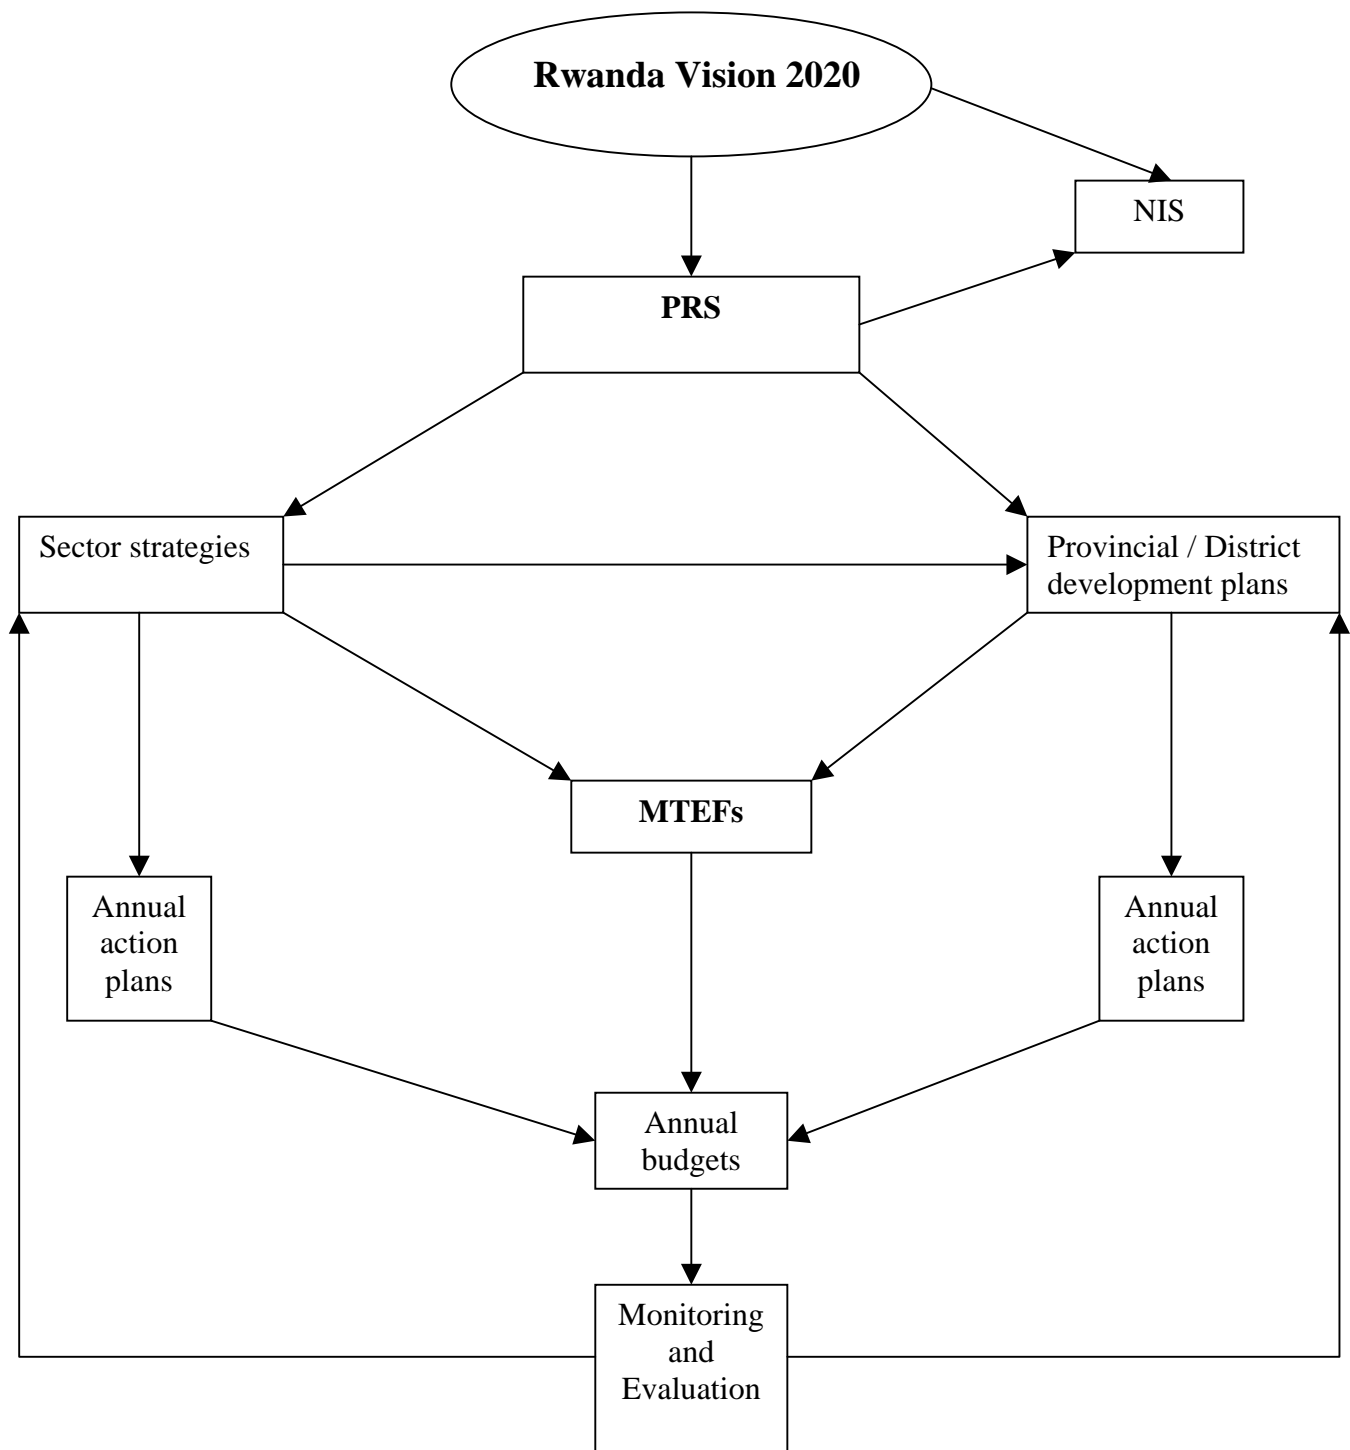 Rwanda Vision 2020
NIS
PRS
Sector strategies
Provincial / District
development plans
MTEFs
Annual
action
plans
Annual
action
plans
Annual
budgets
Monitoring
and
Evaluation